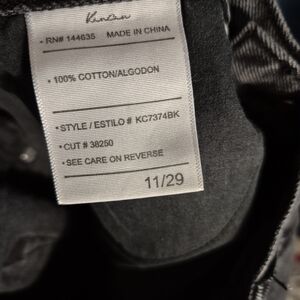 KanCan
• RN# 144635 MADE IN CHINA
• 100% COTTON/ALGODON
• STYLE / ESTILO # KC7374BK
• CUT # 38250
• SEE CARE ON REVERSE
11/29